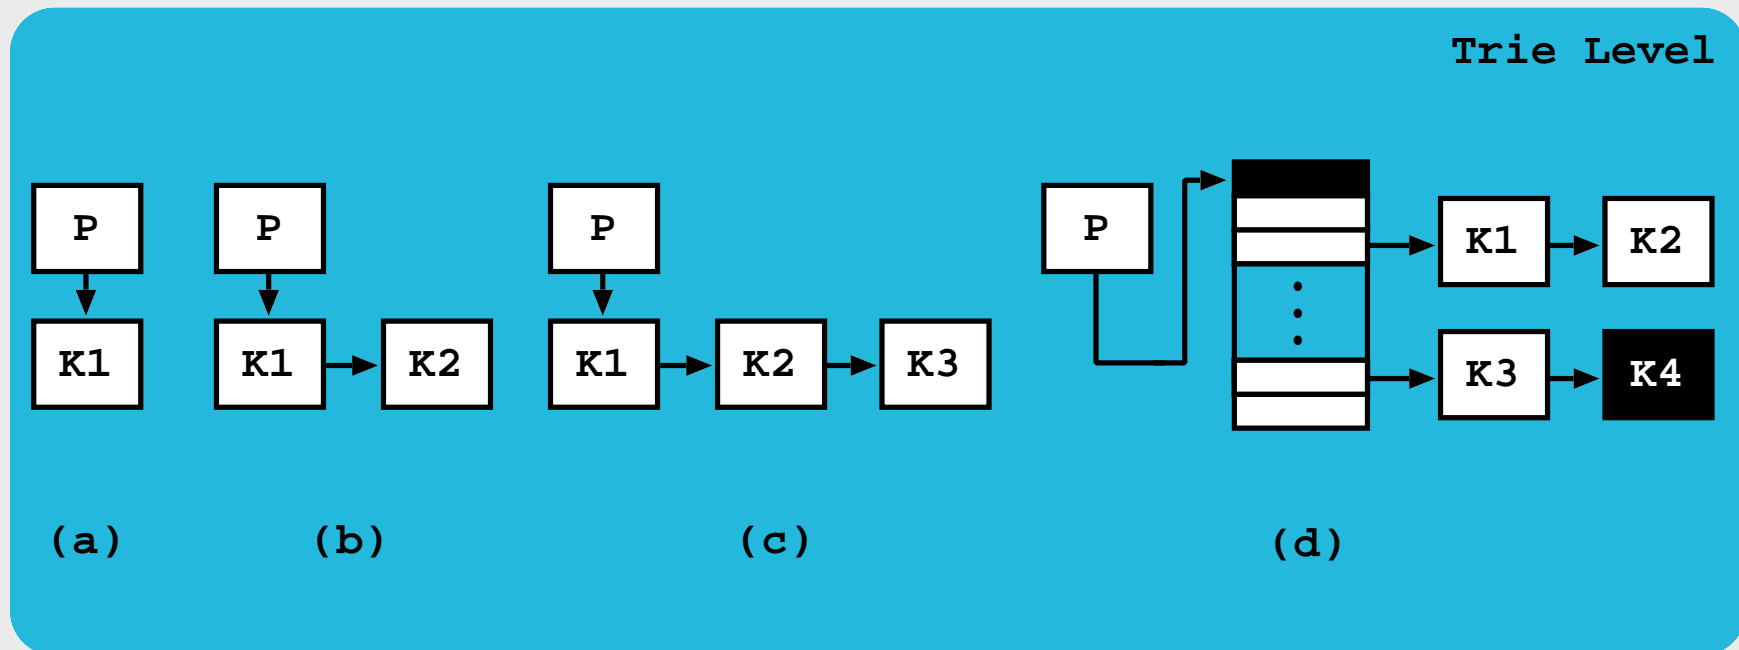 Trie Level
P
K1
(a)
P
K1 K2
(b)
P
K1 K2 K3
(c)
P
K1 K2
K3 K4
(d)